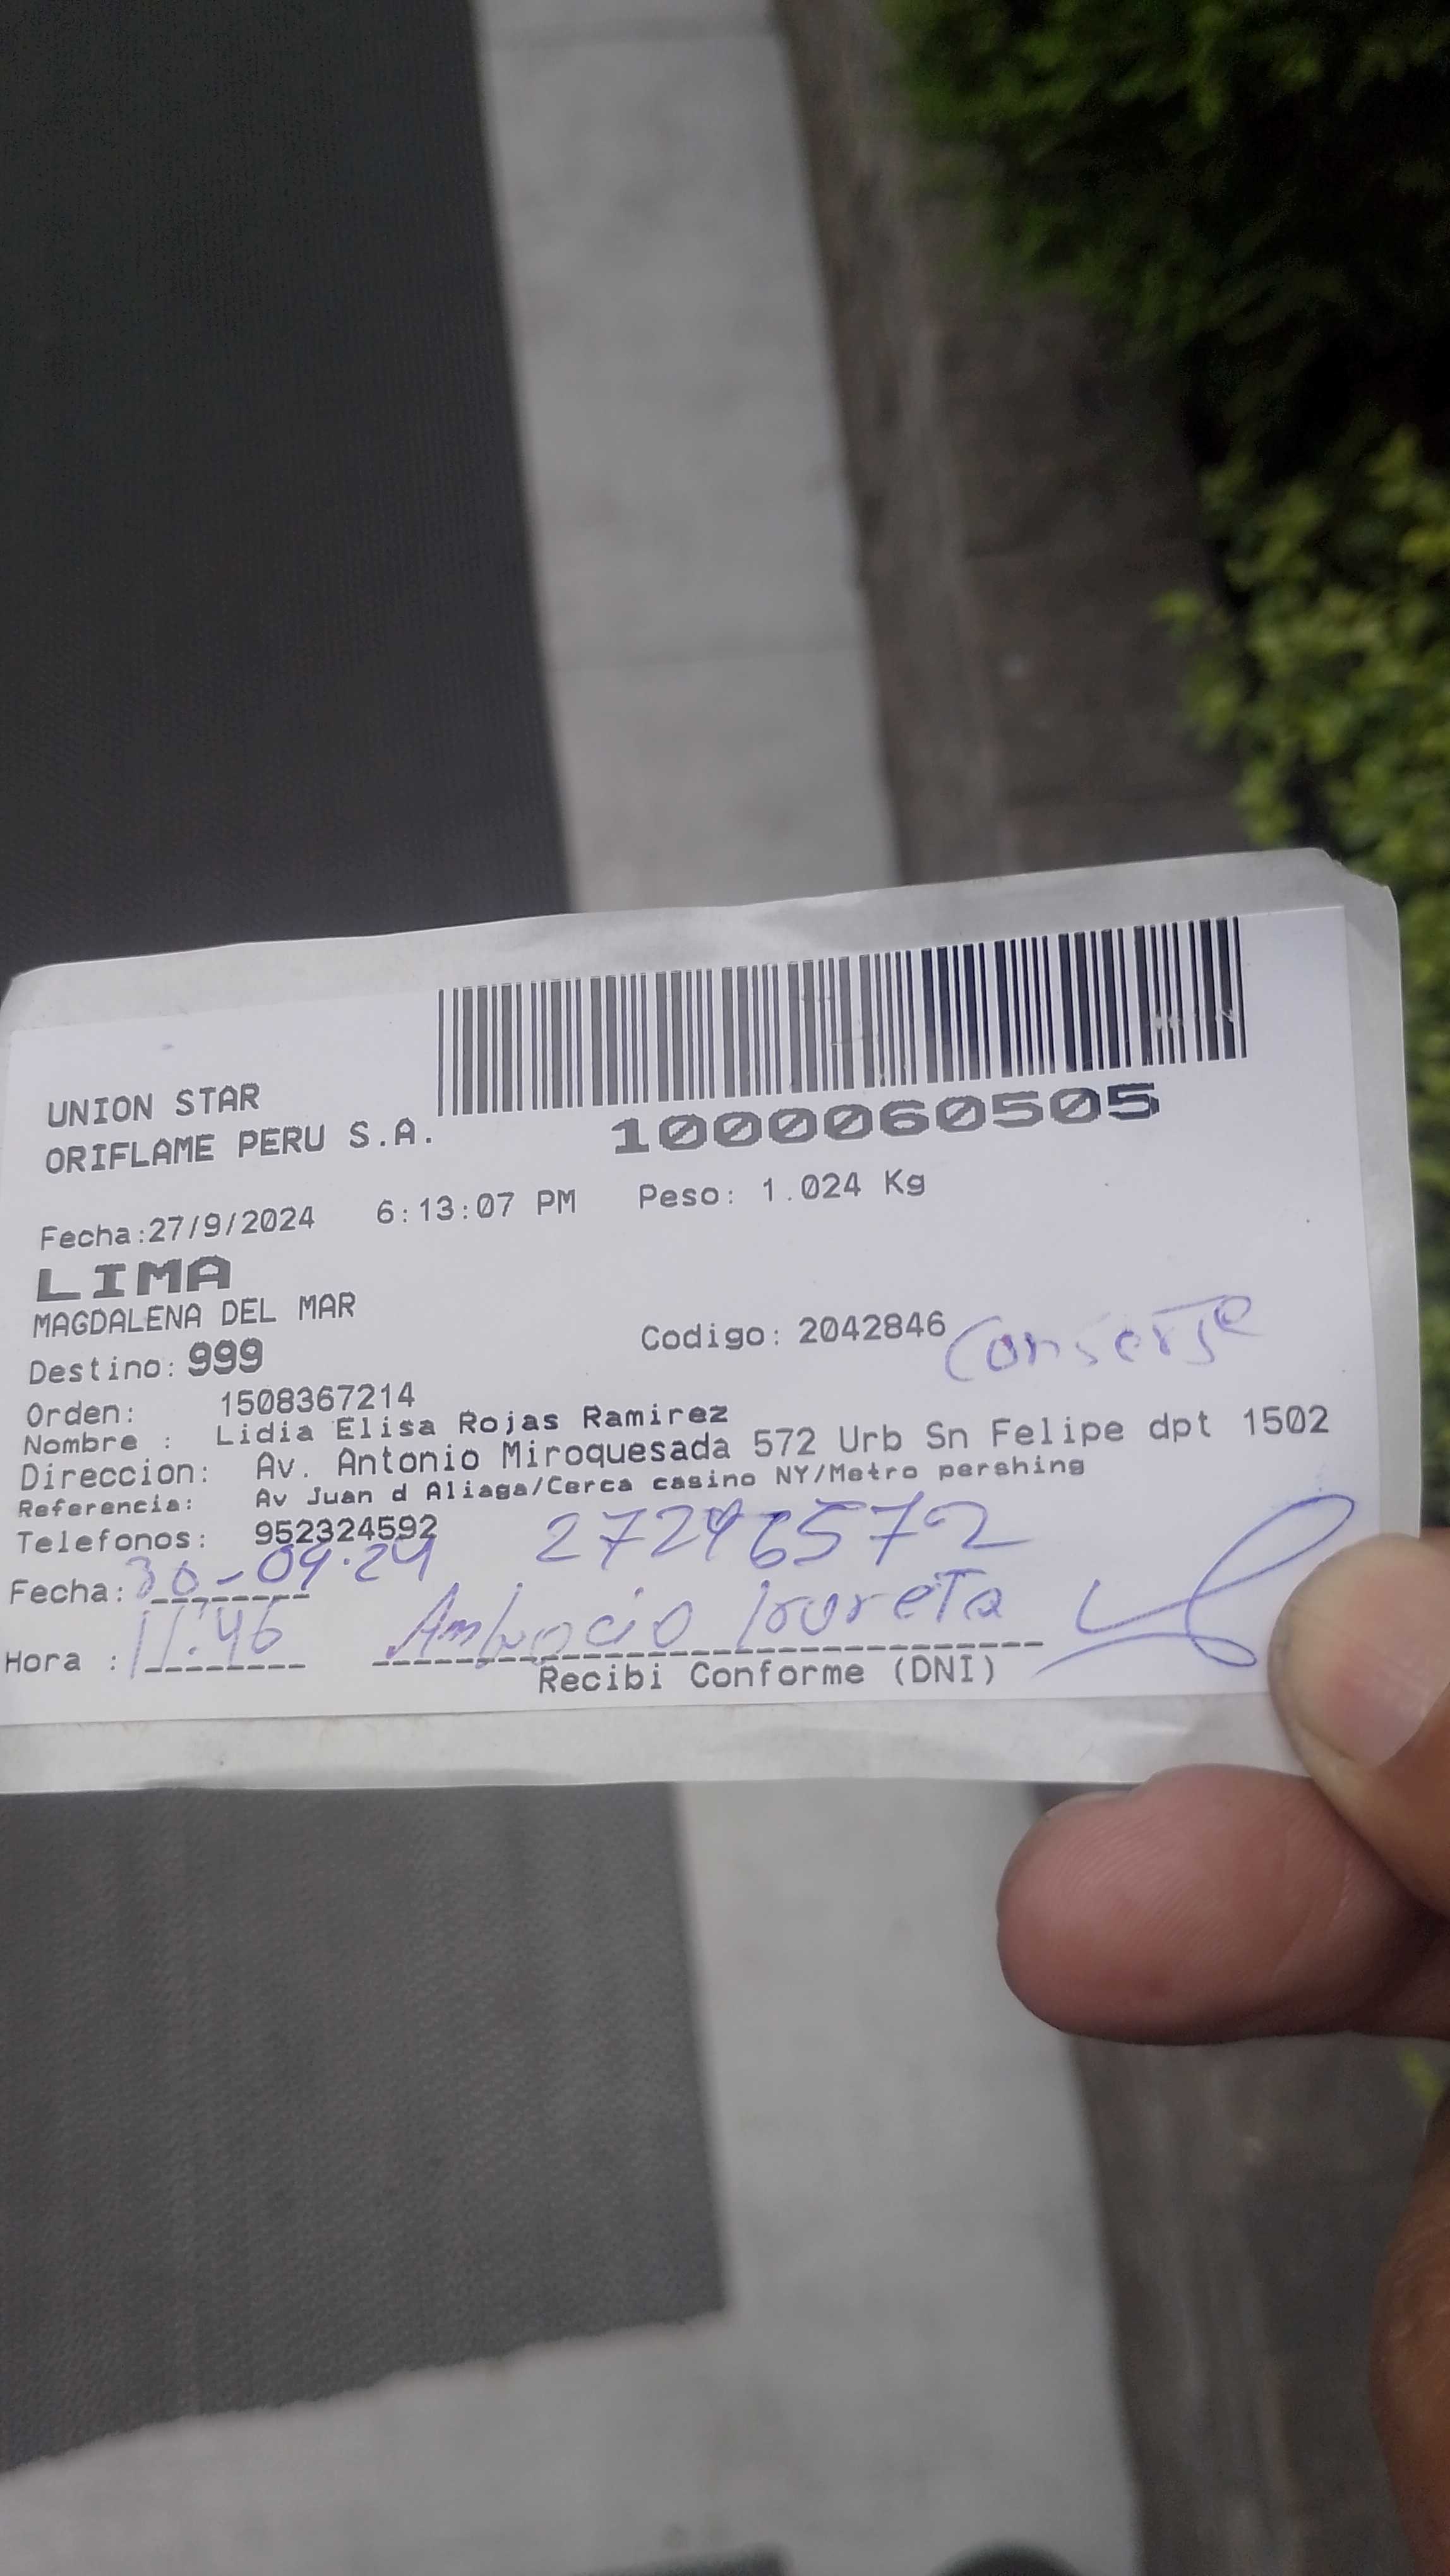 UNION STAR
ORIFLAME PERU S.A.
1000060505
Fecha:27/9/2024 6:13:07 PM Peso: 1.024 Kg
LIMA
MAGDALENA DEL MAR
Destino: 999
Codigo: 2042846 Conserje
Orden: 1508367214
Nombre : Lidia Elisa Rojas Ramirez
Direccion: Av. Antonio Miroquesada 572 Urb Sn Felipe dpt 1502
Referencia: Av Juan d Aliaga/Cerca casino NY/Metro pershing
Telefonos: 952324592
Fecha: 30-09-24
Hora : 11:46 Ambrocio loureta
Recibi Conforme (DNI)